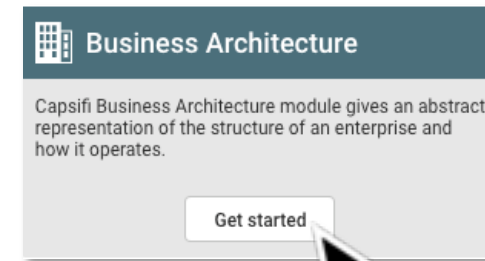 Business Architecture
Capsifi Business Architecture module gives an abstract
representation of the structure of an enterprise and
how it operates.
Get started